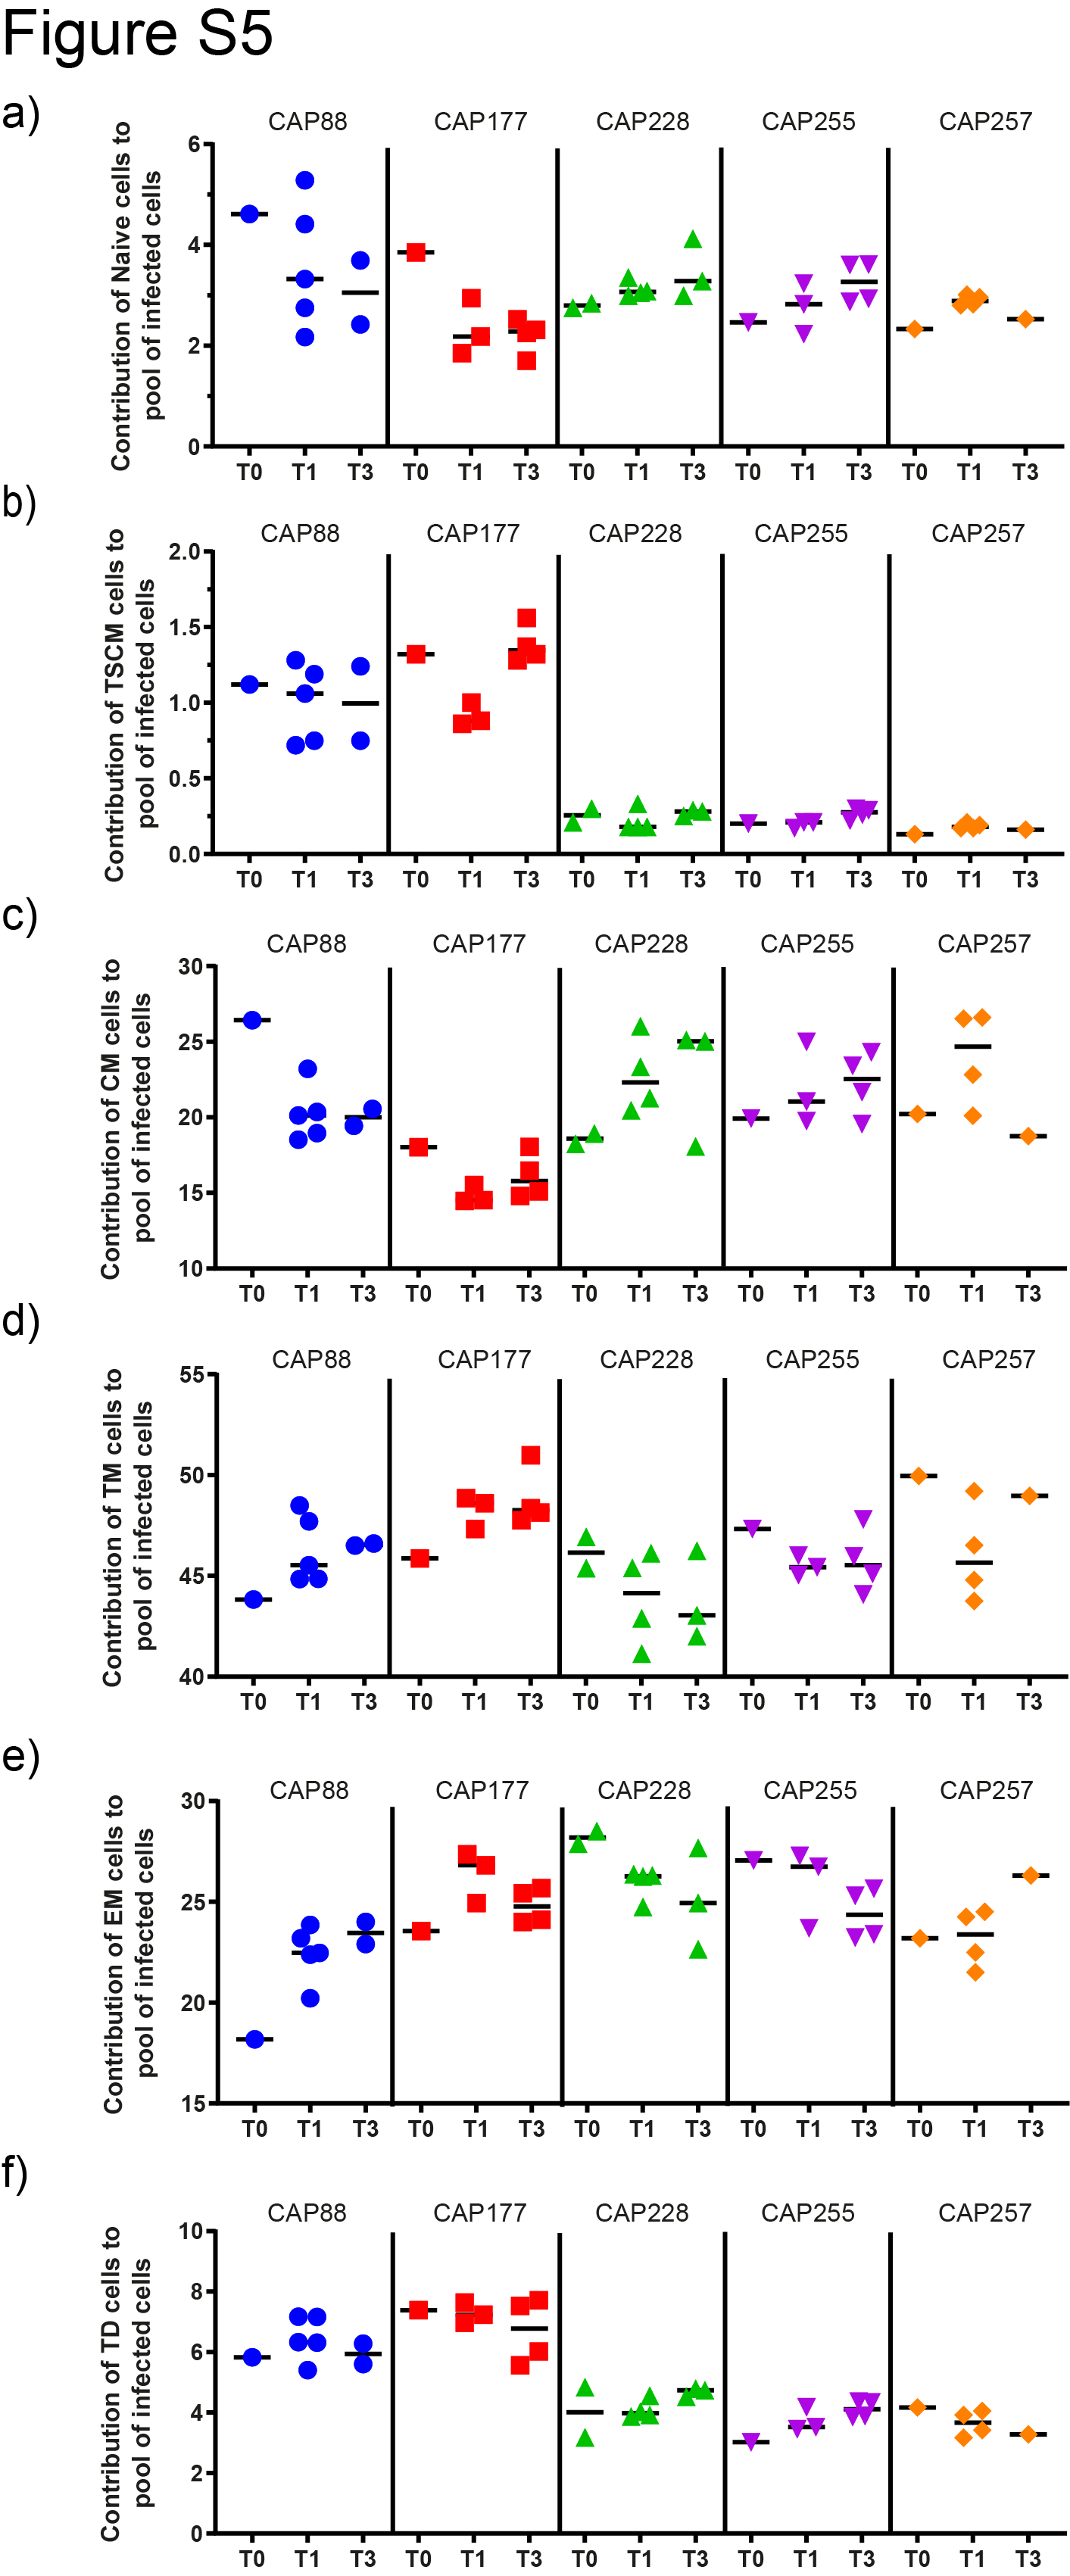 Figure S5
a)
CAP88 CAP177 CAP228 CAP255 CAP257
Contribution of Naive cells to
pool of infected cells
6
4
2
0
T0 T1 T3 T0 T1 T3 T0 T1 T3 T0 T1 T3 T0 T1 T3
b)
CAP88 CAP177 CAP228 CAP255 CAP257
Contribution of TSCM cells to
pool of infected cells
2.0
1.5
1.0
0.5
0.0
T0 T1 T3 T0 T1 T3 T0 T1 T3 T0 T1 T3 T0 T1 T3
c)
CAP88 CAP177 CAP228 CAP255 CAP257
Contribution of CM cells to
pool of infected cells
30
25
20
15
10
T0 T1 T3 T0 T1 T3 T0 T1 T3 T0 T1 T3 T0 T1 T3
d)
CAP88 CAP177 CAP228 CAP255 CAP257
Contribution of TM cells to
pool of infected cells
55
50
45
40
T0 T1 T3 T0 T1 T3 T0 T1 T3 T0 T1 T3 T0 T1 T3
e)
CAP88 CAP177 CAP228 CAP255 CAP257
Contribution of EM cells to
pool of infected cells
30
25
20
15
T0 T1 T3 T0 T1 T3 T0 T1 T3 T0 T1 T3 T0 T1 T3
f)
CAP88 CAP177 CAP228 CAP255 CAP257
Contribution of TD cells to
pool of infected cells
10
8
6
4
2
0
T0 T1 T3 T0 T1 T3 T0 T1 T3 T0 T1 T3 T0 T1 T3